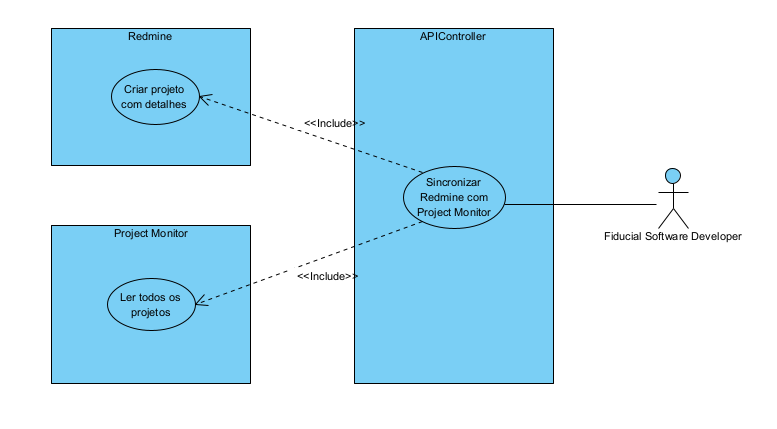 Redmine
APIController
Criar projeto
com detalhes
<<Include>>
Sincronizar
Redmine com
Project Monitor
Fiducial Software Developer
Project Monitor
<<Include>>
Ler todos os
projetos